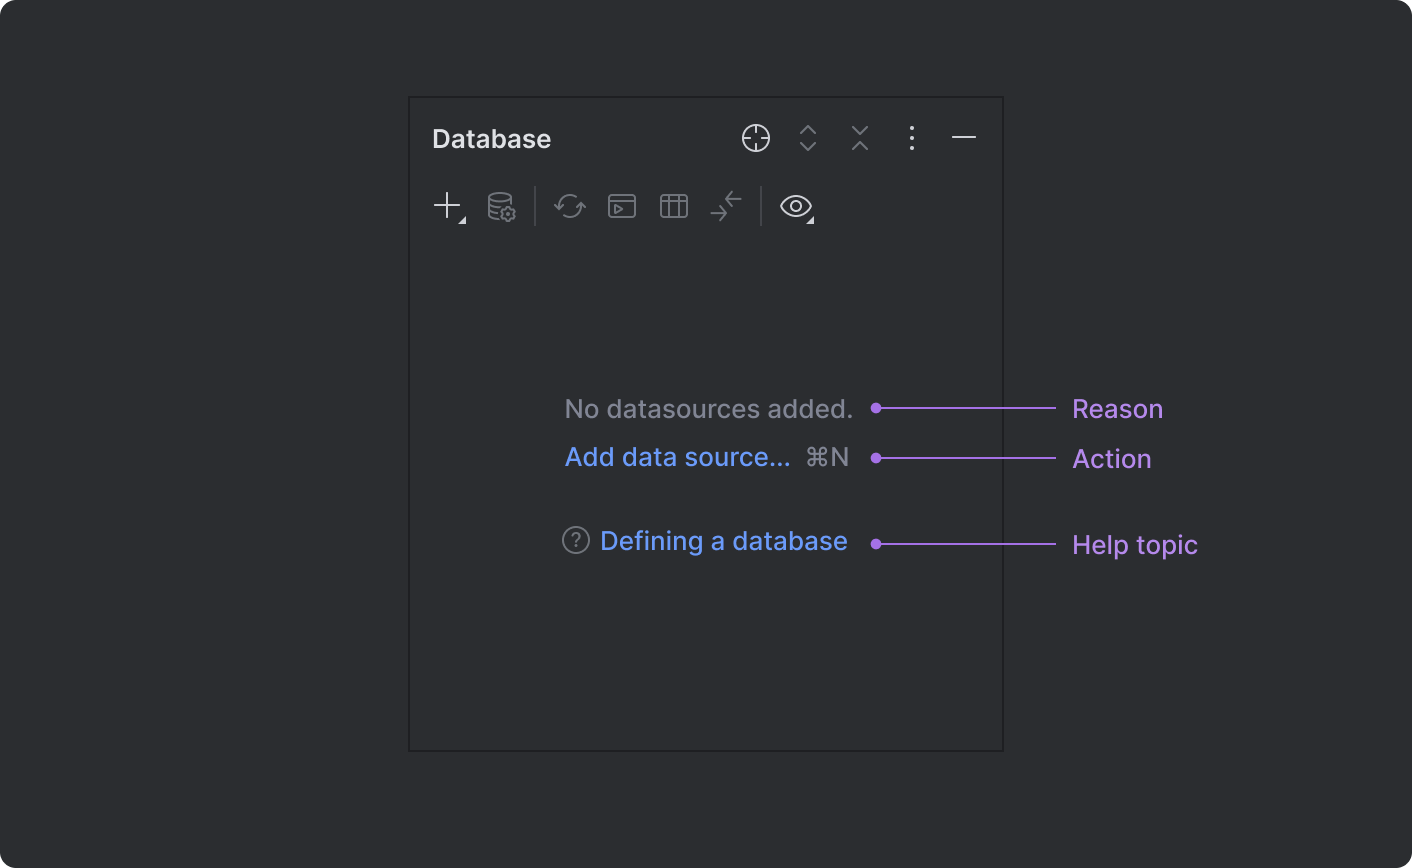 Database
No datasources added.
Reason
Add data source... ⌘N
Action
? Defining a database
Help topic